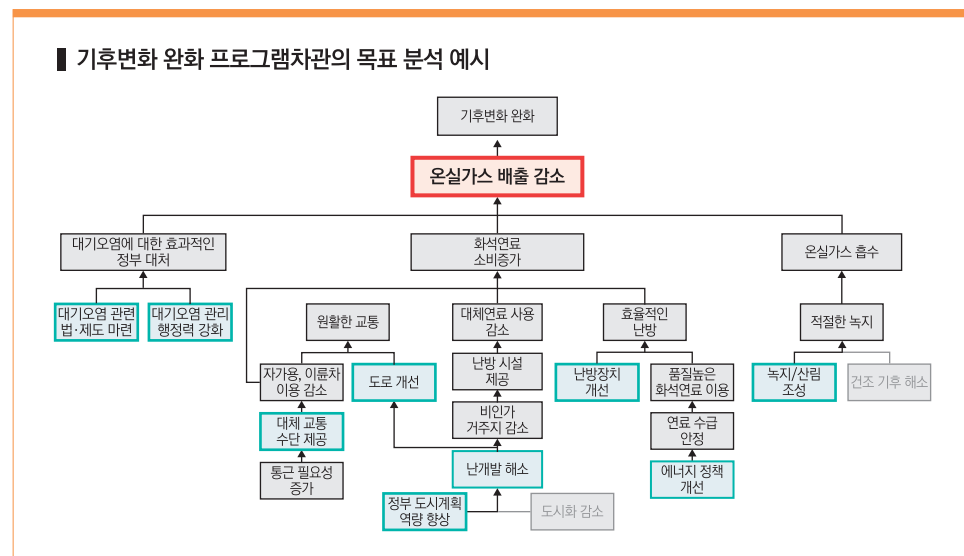 기후변화 완화 프로그램차관의 목표 분석 예시
기후변화 완화
온실가스 배출 감소
대기오염에 대한 효과적인
정부 대처
화석연료
소비증가
온실가스 흡수
대기오염 관련
법·제도 마련
대기오염 관리
행정력 강화
원활한 교통
대체연료 사용
감소
효율적인
난방
적절한 녹지
자가용, 이륜차
이용 감소
도로 개선
난방 시설
제공
난방장치
개선
품질높은
화석연료 이용
녹지/산림
조성
건조 기후 해소
대체 교통
수단 제공
비인가
거주지 감소
연료 수급
안정
통근 필요성
증가
난개발 해소
에너지 정책
개선
정부 도시계획
역량 향상
도시화 감소